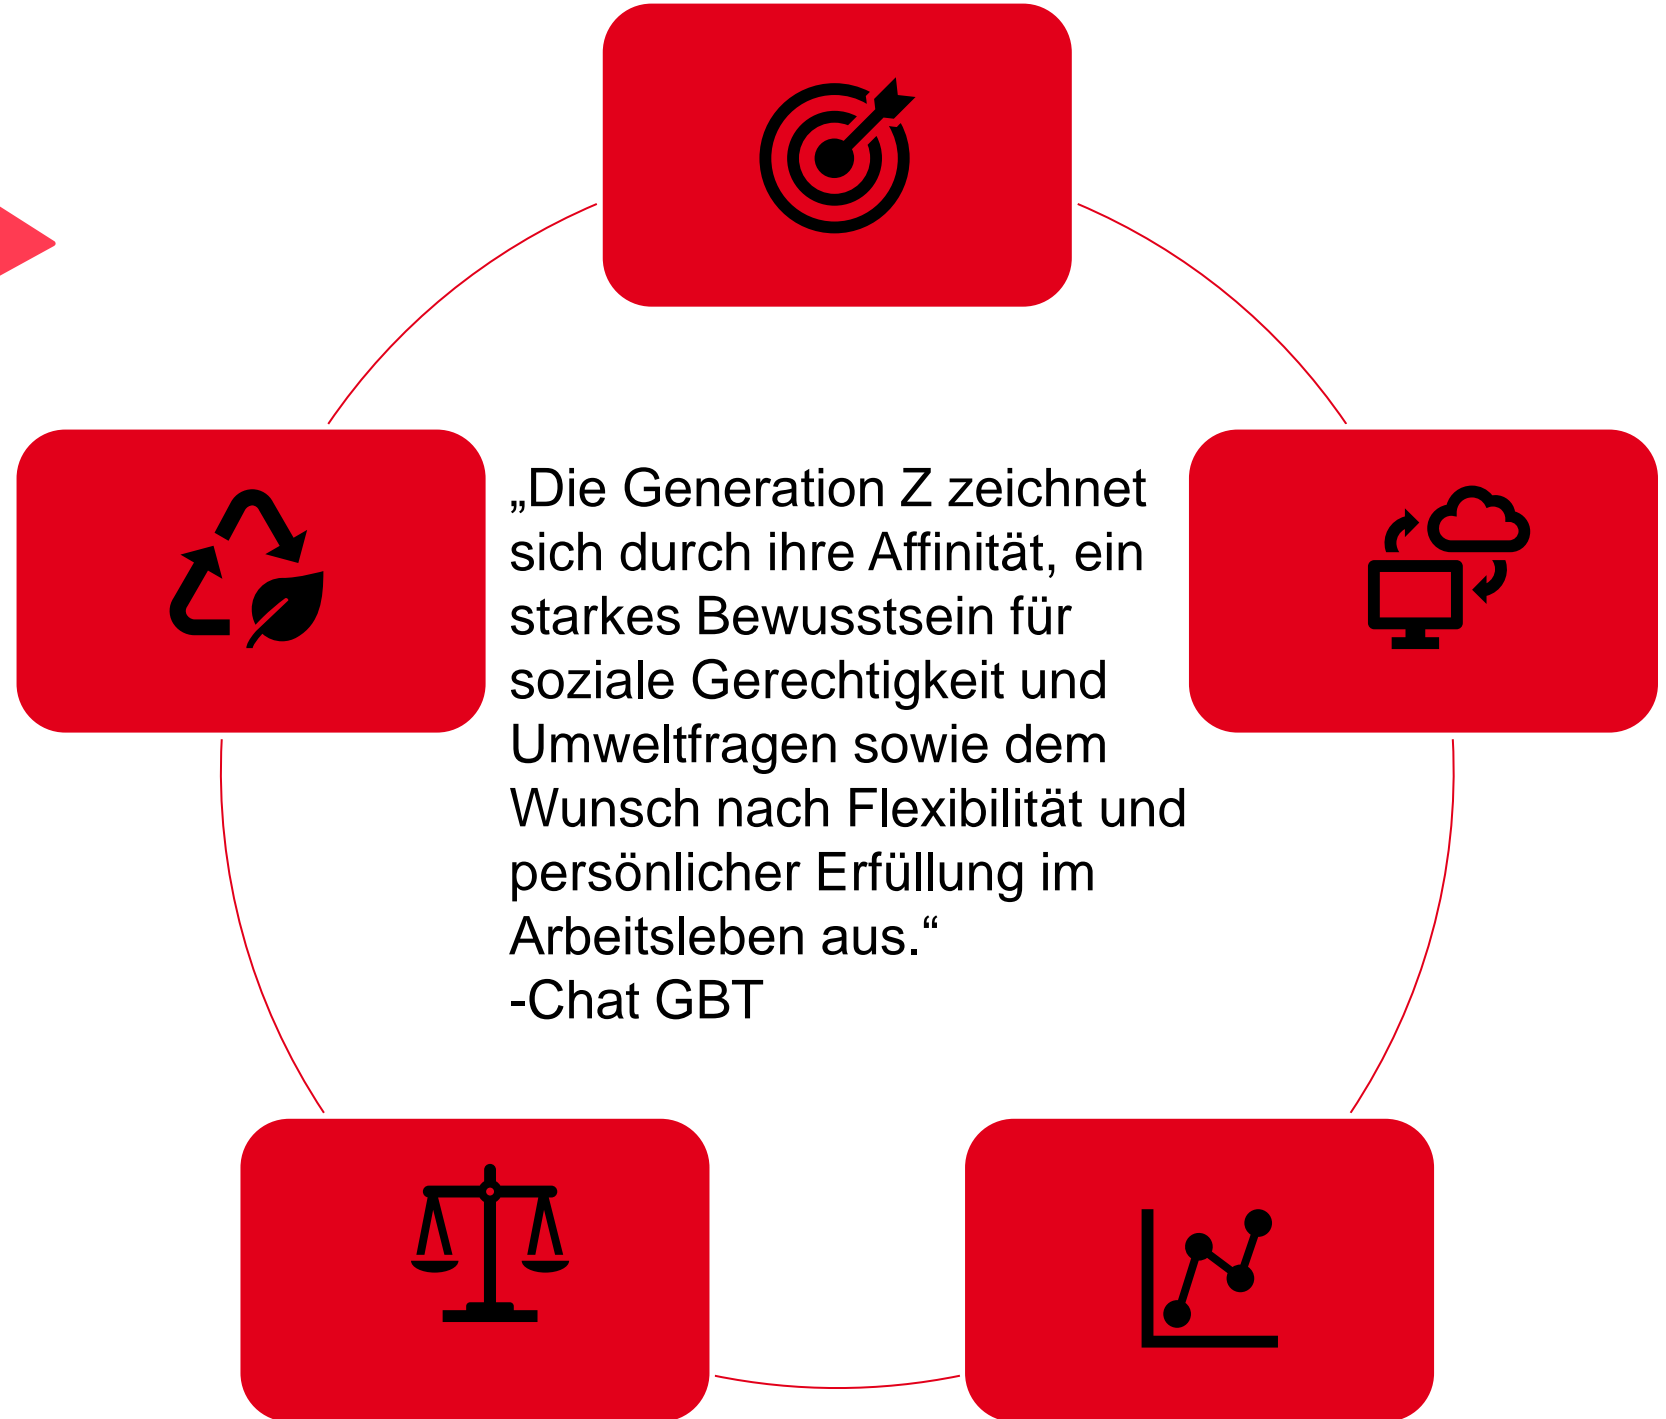 „Die Generation Z zeichnet
sich durch ihre Affinität, ein
starkes Bewusstsein für
soziale Gerechtigkeit und
Umweltfragen sowie dem
Wunsch nach Flexibilität und
persönlicher Erfüllung im
Arbeitsleben aus.“
-Chat GBT